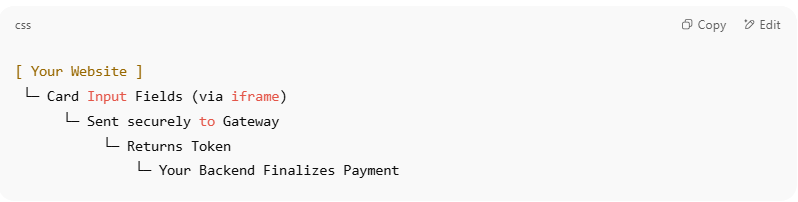 css Copy Edit
[ Your Website ]
└─ Card Input Fields (via iframe)
└─ Sent securely to Gateway
└─ Returns Token
└─ Your Backend Finalizes Payment